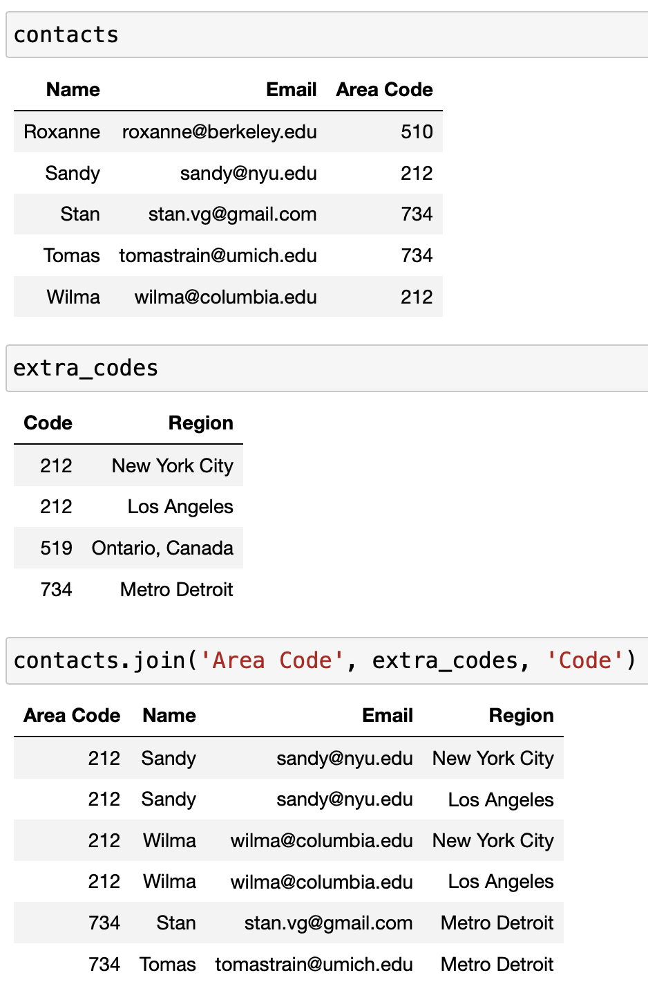 contacts
Name Email Area Code
Roxanne roxanne@berkeley.edu 510
Sandy sandy@nyu.edu 212
Stan stan.vg@gmail.com 734
Tomas tomastrain@umich.edu 734
Wilma wilma@columbia.edu 212
extra_codes
Code Region
212 New York City
212 Los Angeles
519 Ontario, Canada
734 Metro Detroit
contacts.join('Area Code', extra_codes, 'Code')
Area Code Name Email Region
212 Sandy sandy@nyu.edu New York City
212 Sandy sandy@nyu.edu Los Angeles
212 Wilma wilma@columbia.edu New York City
212 Wilma wilma@columbia.edu Los Angeles
734 Stan stan.vg@gmail.com Metro Detroit
734 Tomas tomastrain@umich.edu Metro Detroit